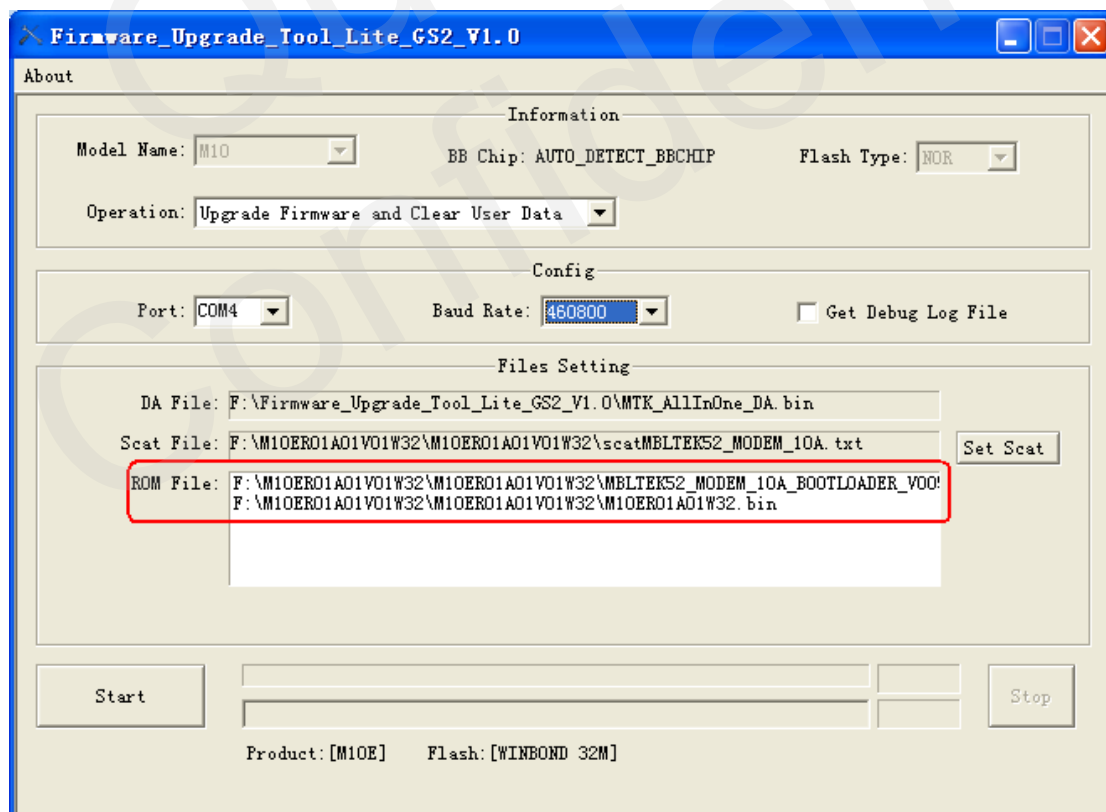 Firmware_Upgrade_Tool_Lite_GS2_V1.0
About
Information
Model Name: M10 BB Chip: AUTO_DETECT_BBCHIP Flash Type: NOR
Operation: Upgrade Firmware and Clear User Data
Config
Port: COM4 Baud Rate: 460800 Get Debug Log File
Files Setting
DA File: F:\Firmware_Upgrade_Tool_Lite_GS2_V1.0\MTK_AllInOne_DA.bin
Scat File: F:\M10ER01A01V01W32\M10ER01A01V01W32\scatMBLTEK52_MODEM_10A.txt Set Scat
ROM File: F:\M10ER01A01V01W32\M10ER01A01V01W32\MBLTEK52_MODEM_10A_BOOTLOADER_V005
F:\M10ER01A01V01W32\M10ER01A01V01W32\M10ER01A01W32.bin
Start Stop
Product:[M10E] Flash:[WINBOND 32M]